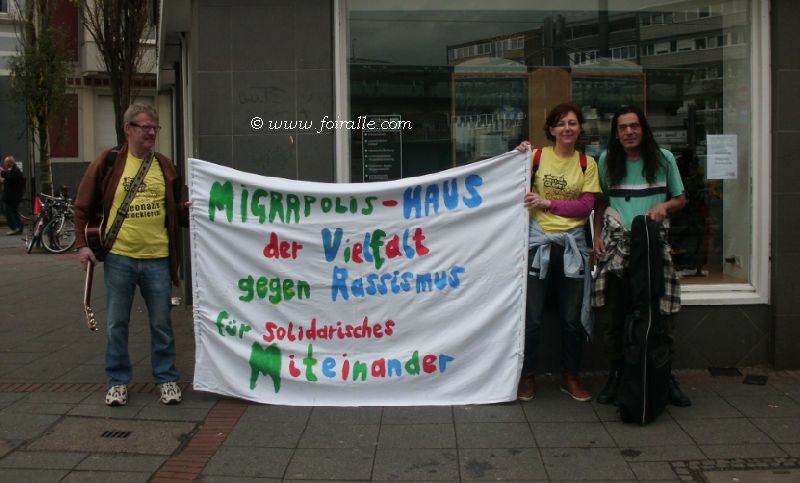 © www.foiralle.com
MiGRAPOLiS-HAUS
der Vielfalt
gegen Rassismus
für solidarisches
Miteinander